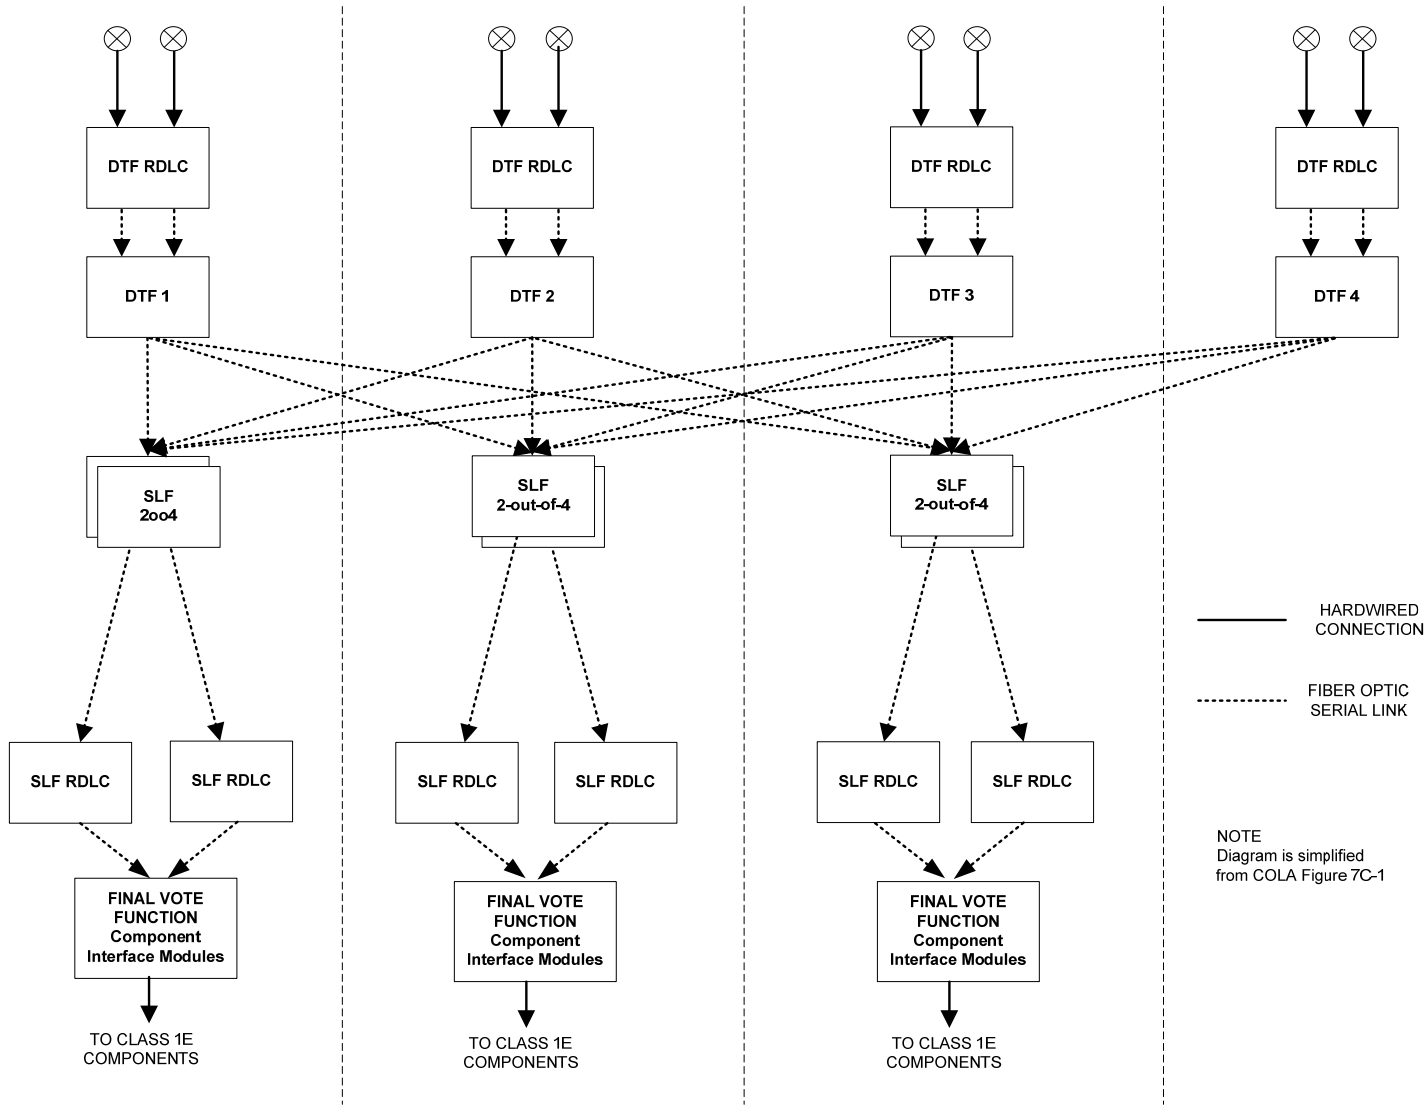 DTF RDLC
DTF RDLC
DTF RDLC
DTF RDLC
DTF 1
DTF 2
DTF 3
DTF 4
SLF
2oo4
SLF
2-out-of-4
SLF
2-out-of-4
HARDWIRED
CONNECTION
FIBER OPTIC
SERIAL LINK
SLF RDLC
SLF RDLC
SLF RDLC
SLF RDLC
SLF RDLC
SLF RDLC
NOTE
Diagram is simplified
from COLA Figure 7C-1
FINAL VOTE
FUNCTION
Component
Interface Modules
FINAL VOTE
FUNCTION
Component
Interface Modules
FINAL VOTE
FUNCTION
Component
Interface Modules
TO CLASS 1E
COMPONENTS
TO CLASS 1E
COMPONENTS
TO CLASS 1E
COMPONENTS